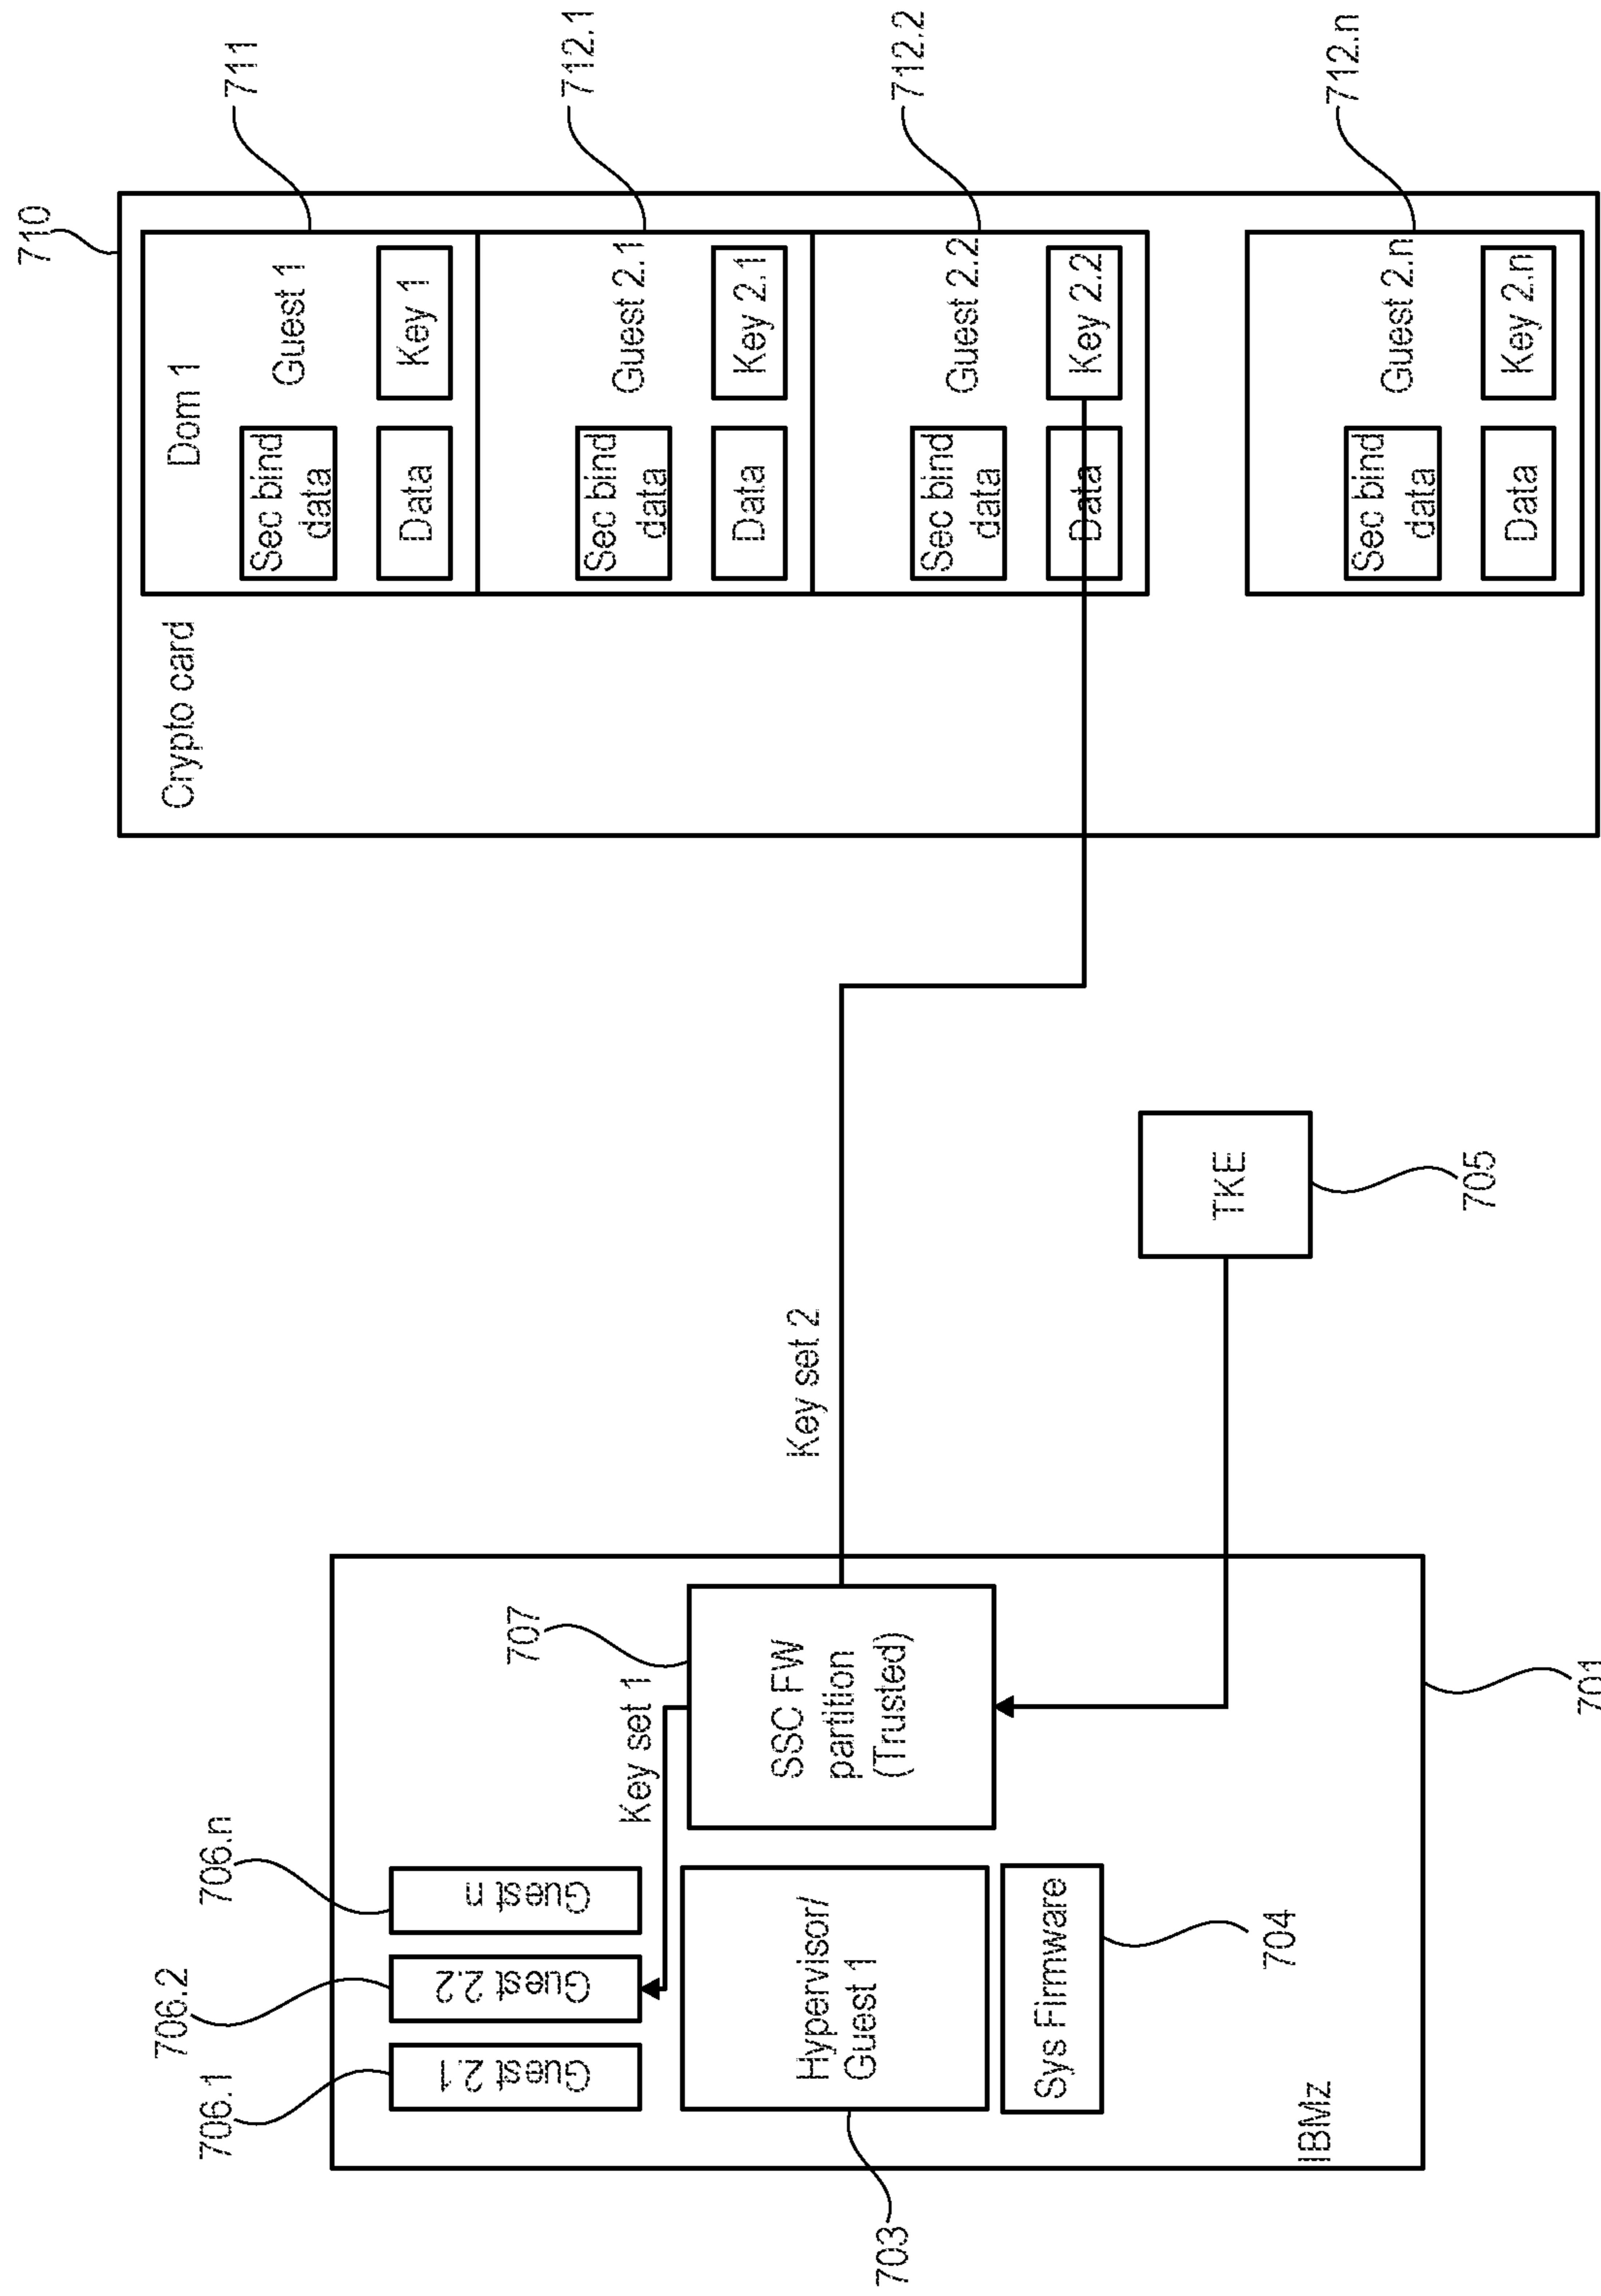 710
Crypto card
Dom 1
Sec bind
data
Guest 1
Data
Key 1
711
Sec bind
data
Guest 2.1
Data
Key 2.1
712.1
Sec bind
data
Guest 2.2
Data
Key 2.2
712.2
Sec bind
data
Guest 2.n
Data
Key 2.n
712.n
Key set 2
TKE
705
706.1
706.2
706.n
Guest 2.1
Guest 2.2
Guest n
Key set 1
707
SSC FW
partition
(Trusted)
Hypervisor/
Guest 1
703
Sys Firmware
704
IBMz
701